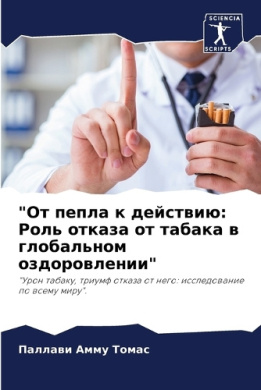 SCIENCIA
SCRIPTS
"От пепла к действию:
Роль отказа от табака в
глобальном
оздоровлении"
"Урон табаку, триумф отказа от него: исследование
по всему миру".
Паллави Амму Томас